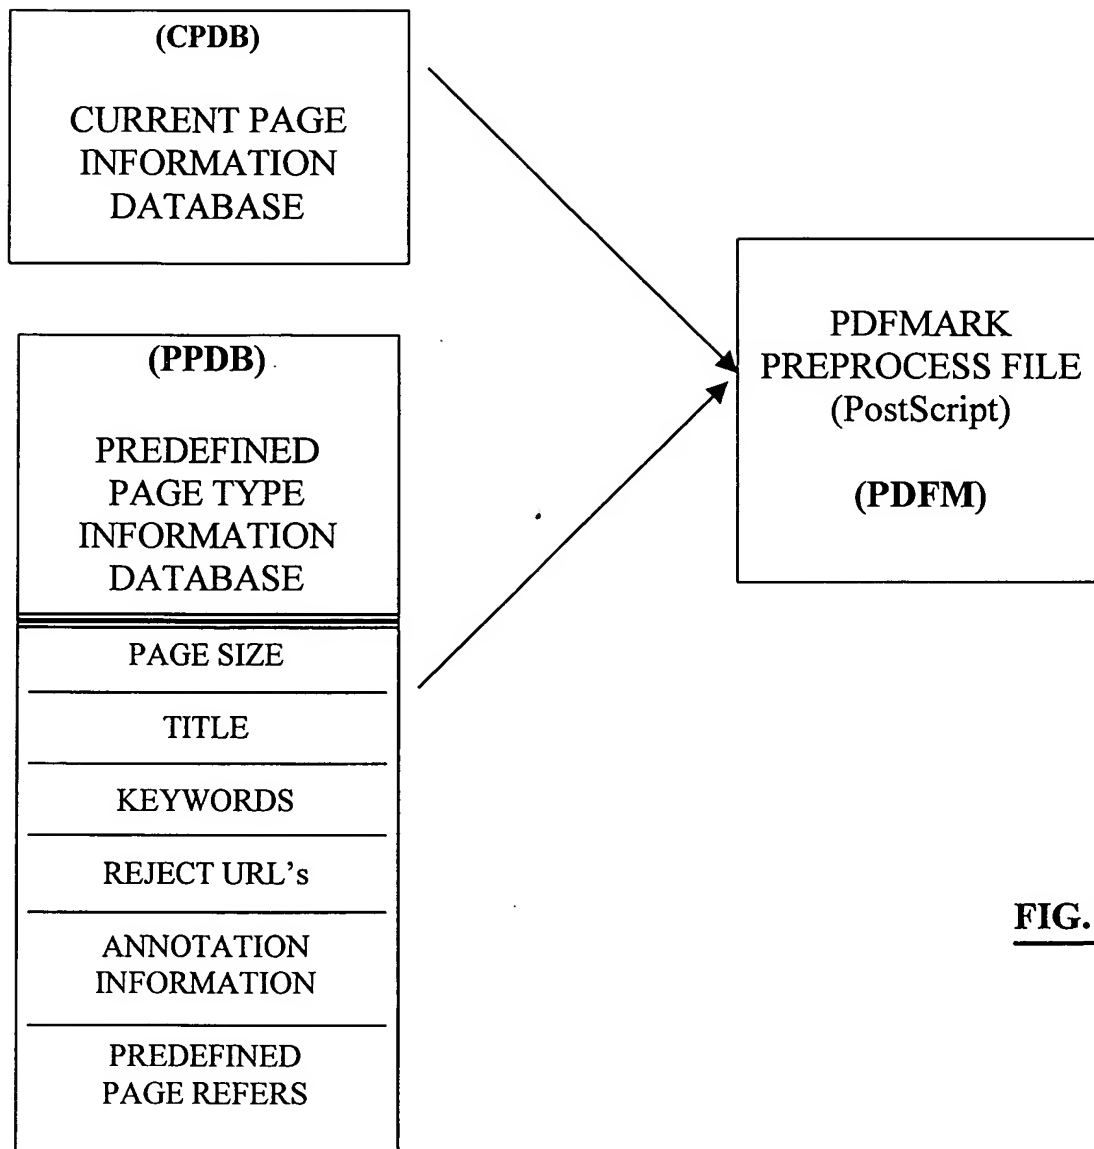 (CPDB)
CURRENT PAGE
INFORMATION
DATABASE
(PPDB)
PREDEFINED
PAGE TYPE
INFORMATION
DATABASE
PAGE SIZE
TITLE
KEYWORDS
REJECT URL's
ANNOTATION
INFORMATION
PREDEFINED
PAGE REFERS
PDFMARK
PREPROCESS FILE
(PostScript)
(PDFM)
FIG.